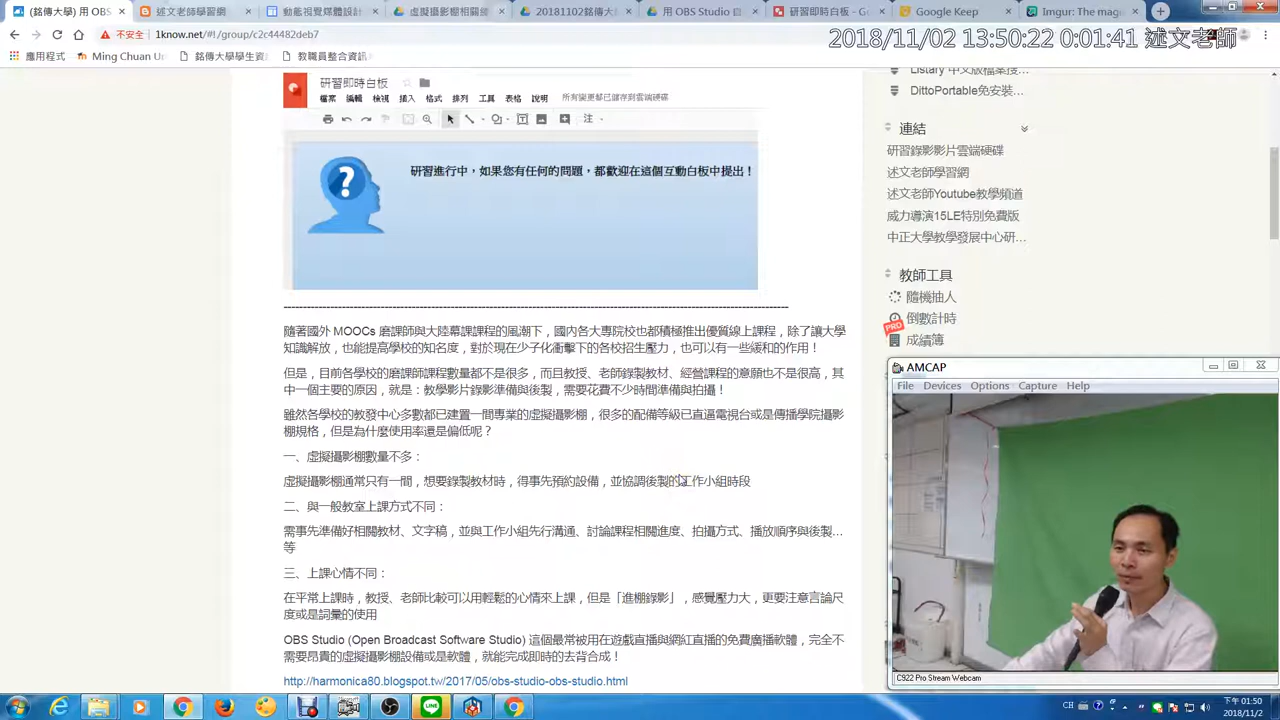 (銘傳大學) 用 OBS
述文老師學習網
動態視覺媒體設計
虛擬攝影棚相關
20181102銘傳大
用 OBS Studio
研習即時白板 - G
Google Keep
Imgur: The mag
不安全
1know.net/#!/group/c2c44482deb7
2018/11/02 13:50:22 0:01:41 述文老師
應用程式
Ming Chuan Un
銘傳大學學生資
教職員整合資訊
研習即時白板
檔案 編輯 檢視 插入 格式 排列 工具 表格 說明 所有變更都已儲存到雲端硬碟
注
研習進行中，如果您有任何的問題，都歡迎在這個互動白板中提出！
隨著國外 MOOCs 磨課師與大陸幕課課程的風潮下，國內各大專院校也都積極推出優質線上課程，除了讓大學
知識解放，也能提高學校的知名度，對於現在少子化衝擊下的各校招生壓力，也可以有一些緩和的作用！
但是，目前各學校的磨課師課程數量都不是很多，而且教授、老師錄製教材、經營課程的意願也不是很高，其
中一個主要的原因，就是：教學影片錄影準備與後製，需要花費不少時間準備與拍攝！
雖然各學校的教發中心多數都已建置一間專業的虛擬攝影棚，很多的配備等級已直逼電視台或是傳播學院攝影
棚規格，但是為什麼使用率還是偏低呢？
一、虛擬攝影棚數量不多：
虛擬攝影棚通常只有一間，想要錄製教材時，得事先預約設備，並協調後製的工作小組時段
二、與一般教室上課方式不同：
需事先準備好相關教材、文字稿，並與工作小組先行溝通、討論課程相關進度、拍攝方式、播放順序與後製...
等
三、上課心情不同：
在平常上課時，教授、老師比較可以用輕鬆的心情來上課，但是「進棚錄影」，感覺壓力大，更要注意言論尺
度或是詞彙的使用
OBS Studio (Open Broadcast Software Studio) 這個最常被用在遊戲直播與網紅直播的免費廣播軟體，完全不
需要昂貴的虛擬攝影棚設備或是軟體，就能完成即時的去背合成！
http://harmonica80.blogspot.tw/2017/05/obs-studio-obs-studio.html
Listary 中文版檔案搜...
DittoPortable免安裝...
連結
研習錄影影片雲端硬碟
述文老師學習網
述文老師Youtube教學頻道
威力導演15LE特別免費版
中正大學教學發展中心研...
教師工具
隨機抽人
倒數計時
PRO
成績簿
AMCAP
File Devices Options Capture Help
C922 Pro Stream Webcam
CH
下午 01:50
2018/11/2